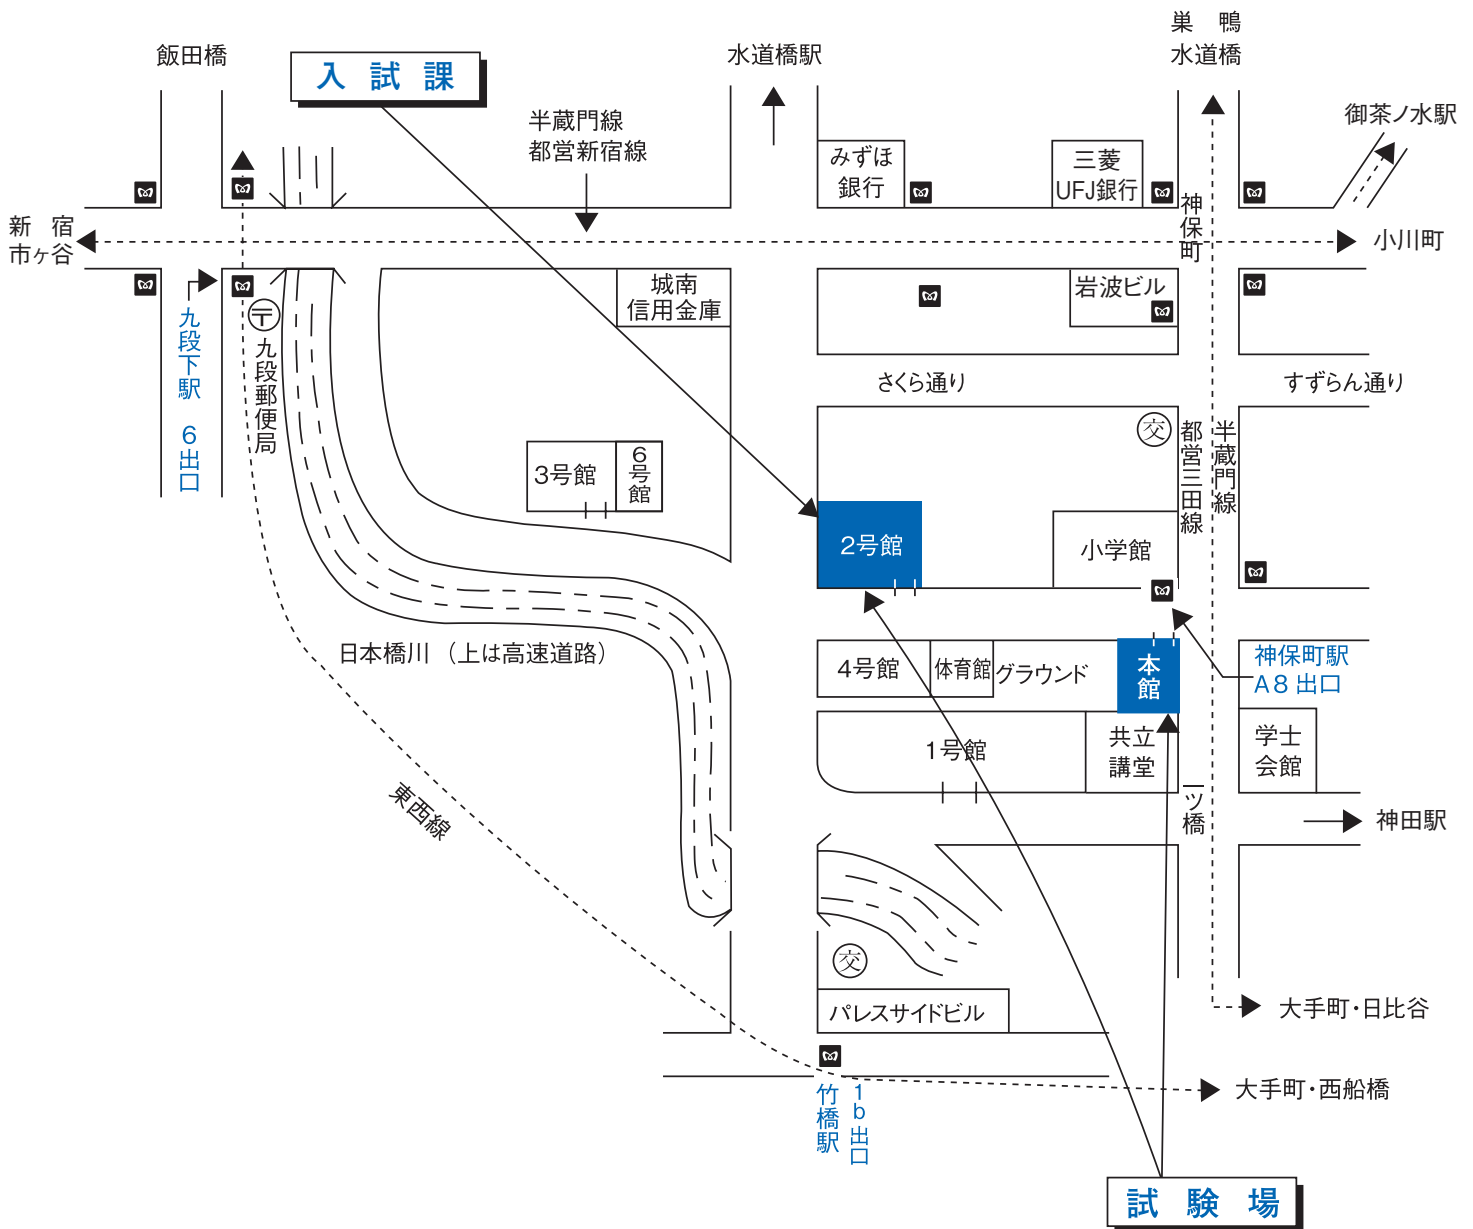 巣 鴨
水道橋
飯田橋
入試課
水道橋駅
半蔵門線
都営新宿線
御茶ノ水駅
みずほ
銀行
三菱
UFJ銀行
神保町
新 宿
市ヶ谷
小川町
城南
信用金庫
岩波ビル
九段下駅 6出口
〒
九段郵便局
さくら通り
すずらん通り
交
都営三田線
半蔵門線
3号館
6号館
2号館
小学館
日本橋川（上は高速道路）
4号館
体育館
グラウンド
本館
神保町駅
A8出口
1号館
共立
講堂
学士
会館
東西線
一ツ橋
神田駅
交
パレスサイドビル
大手町・日比谷
竹橋駅
1b出口
大手町・西船橋
試験場